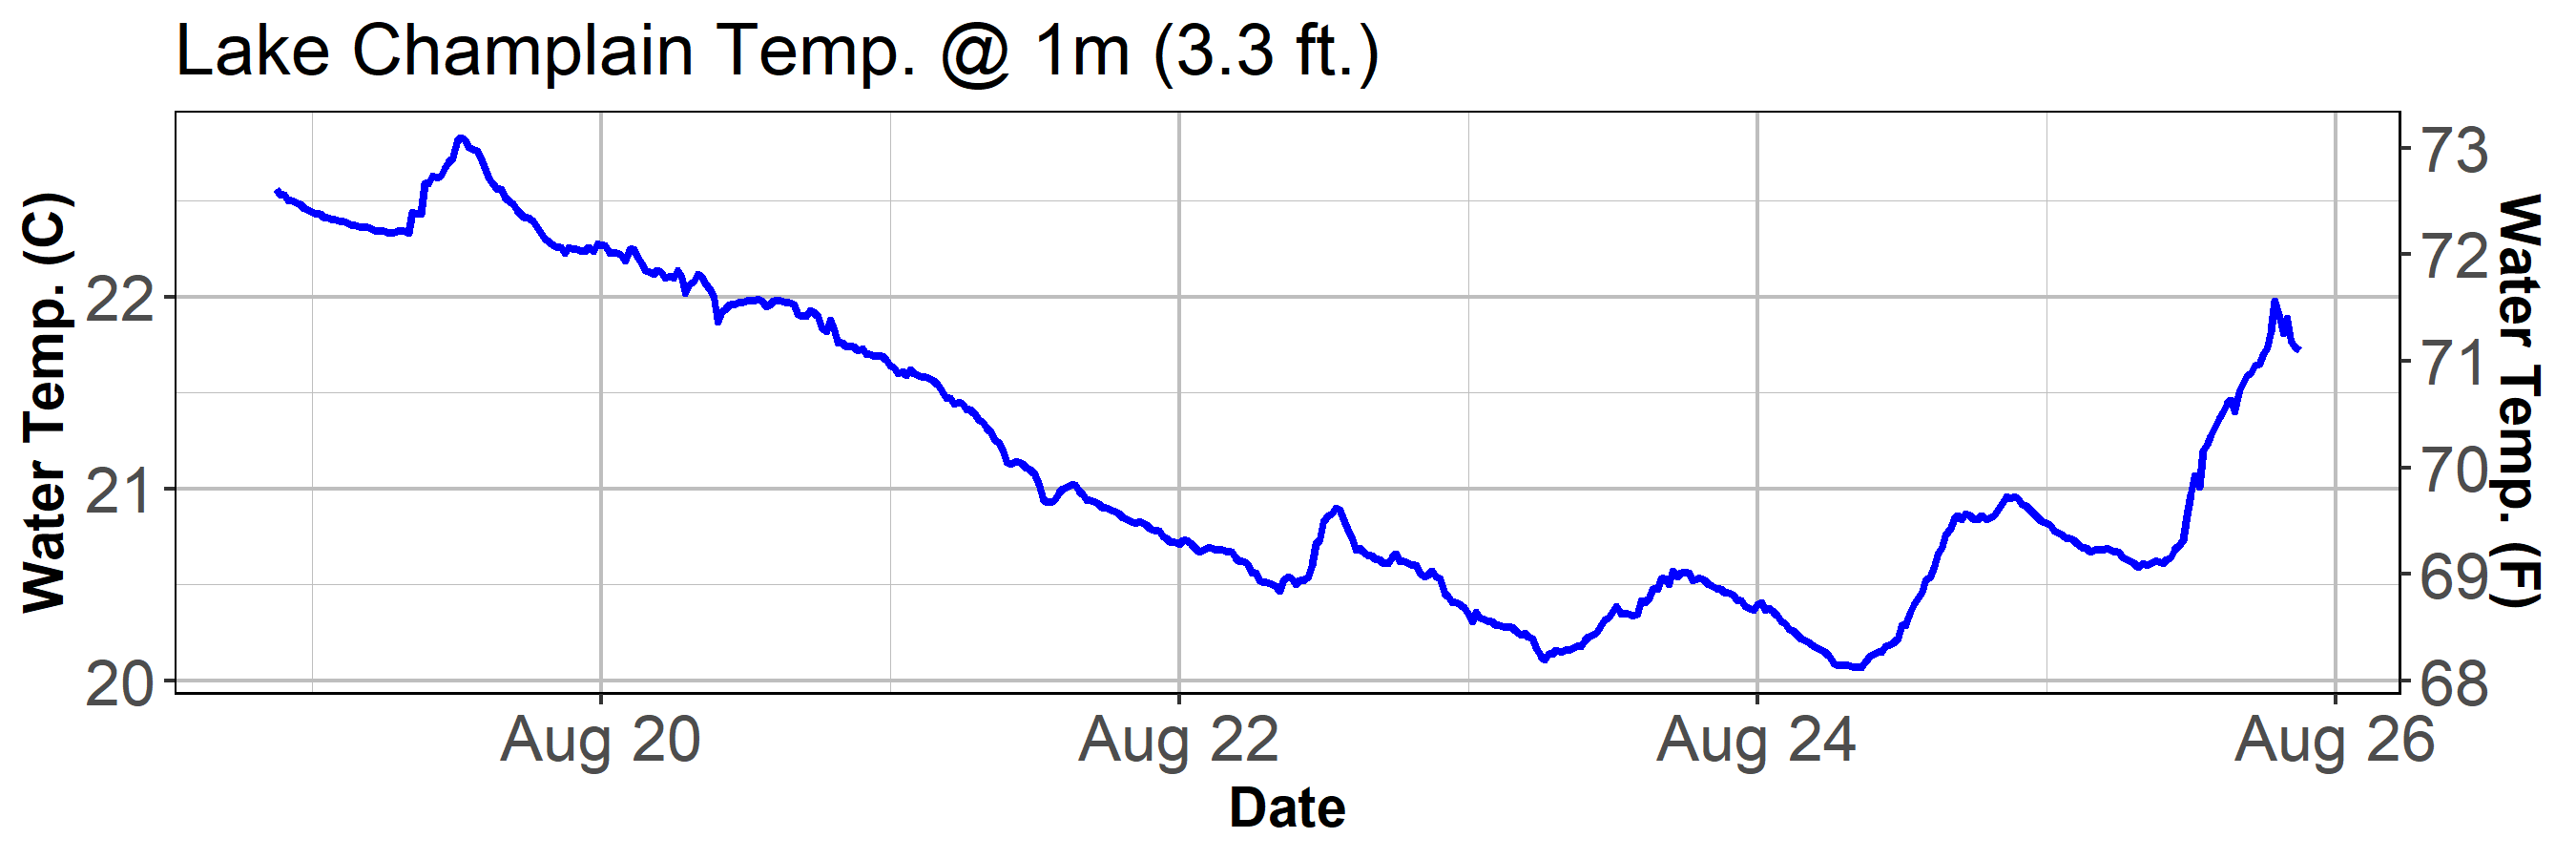 Lake Champlain Temp. @ 1m (3.3 ft.)
Water Temp. (C)
22
21
20
73
72
71
70
69
68
Water Temp. (F)
Aug 20
Aug 22
Aug 24
Aug 26
Date